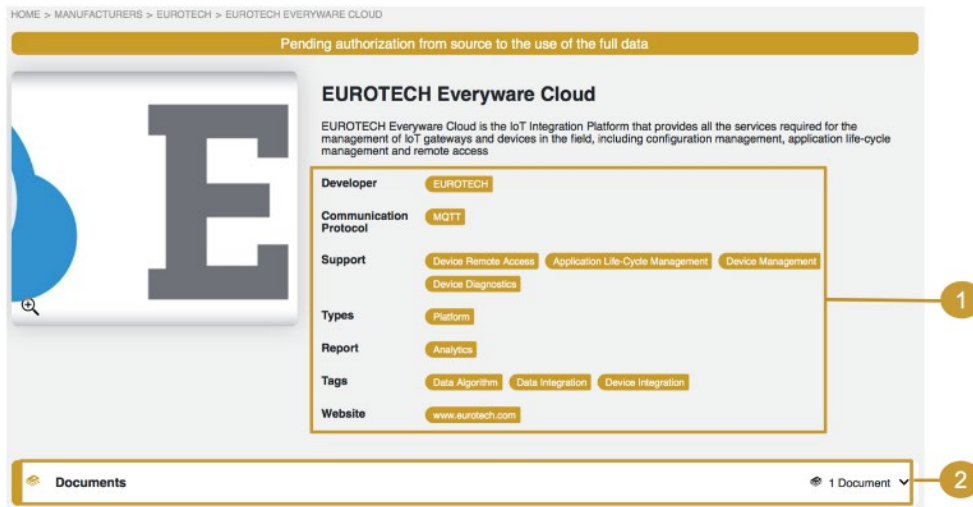 HOME > MANUFACTURERS > EUROTECH > EUROTECH EVERYWARE CLOUD
Pending authorization from source to the use of the full data
E
EUROTECH Everyware Cloud
EUROTECH Everyware Cloud is the IoT Integration Platform that provides all the services required for the
management of IoT gateways and devices in the field, including configuration management, application life-cycle
management and remote access
Developer EUROTECH
Communication Protocol MQTT
Support Device Remote Access Application Life-Cycle Management Device Management
Device Diagnostics
Types Platform
Report Analytics
Tags Data Algorithm Data Integration Device Integration
Website www.eurotech.com
1
Documents 1 Document
2